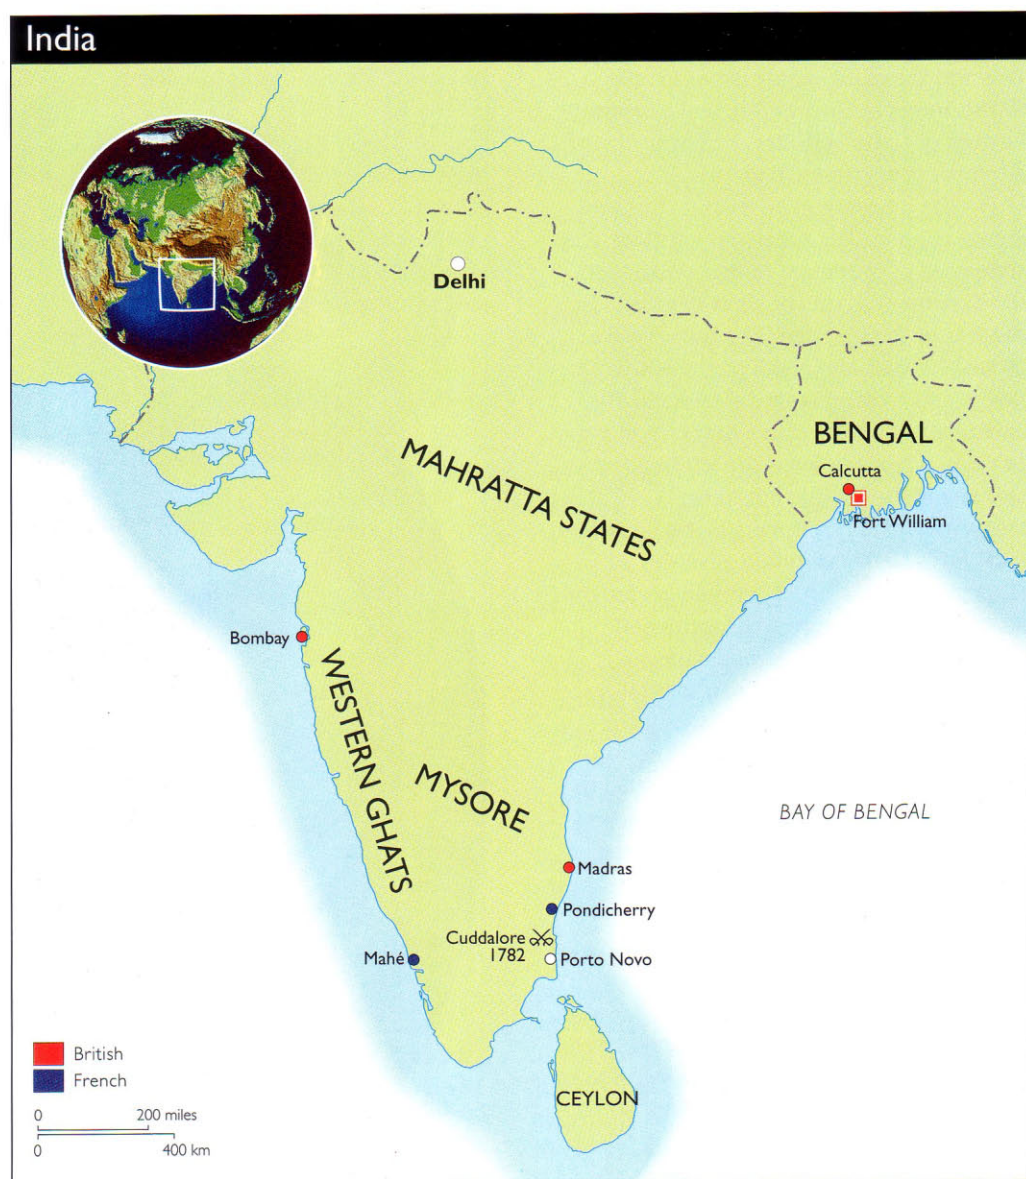 India
Delhi
MAHRATTA STATES
BENGAL
Calcutta
Fort William
Bombay
WESTERN GHATS
MYSORE
BAY OF BENGAL
Madras
Pondicherry
Cuddalore
1782
Mahé
Porto Novo
CEYLON
British
French
0 200 miles
0 400 km